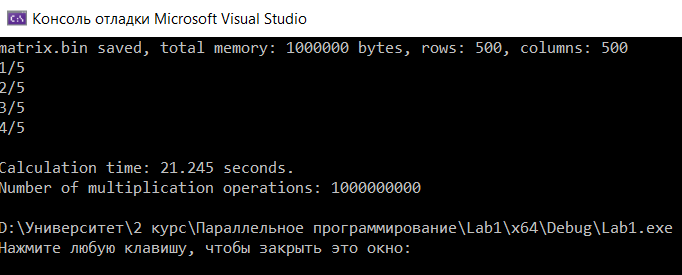 Консоль отладки Microsoft Visual Studio
matrix.bin saved, total memory: 1000000 bytes, rows: 500, columns: 500
1/5
2/5
3/5
4/5
Calculation time: 21.245 seconds.
Number of multiplication operations: 1000000000
D:\Университет\2 курс\Параллельное программирование\Lab1\x64\Debug\Lab1.exe
Нажмите любую клавишу, чтобы закрыть это окно: